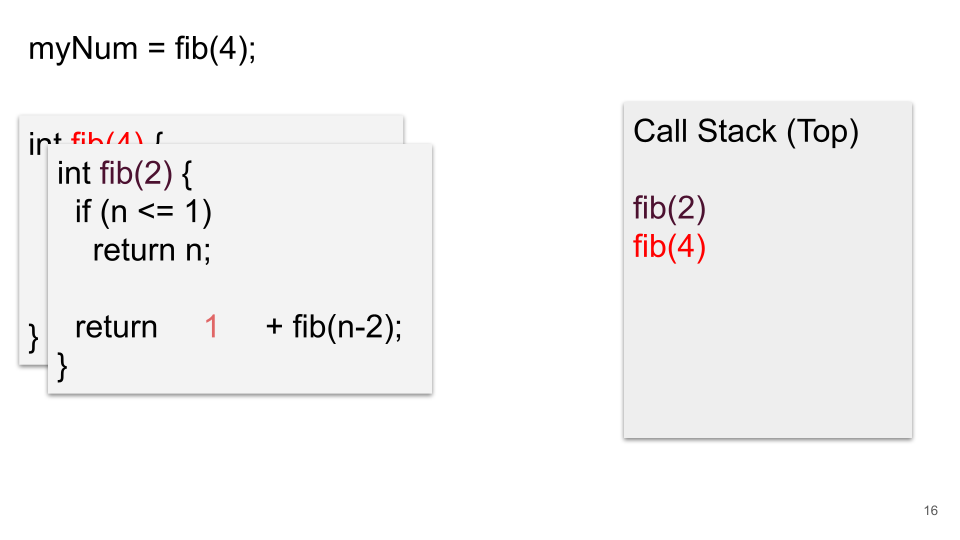 myNum = fib(4);
int fib(4) {
}
int fib(2) {
if (n <= 1)
return n;
return 1 + fib(n-2);
}
Call Stack (Top)
fib(2)
fib(4)
16